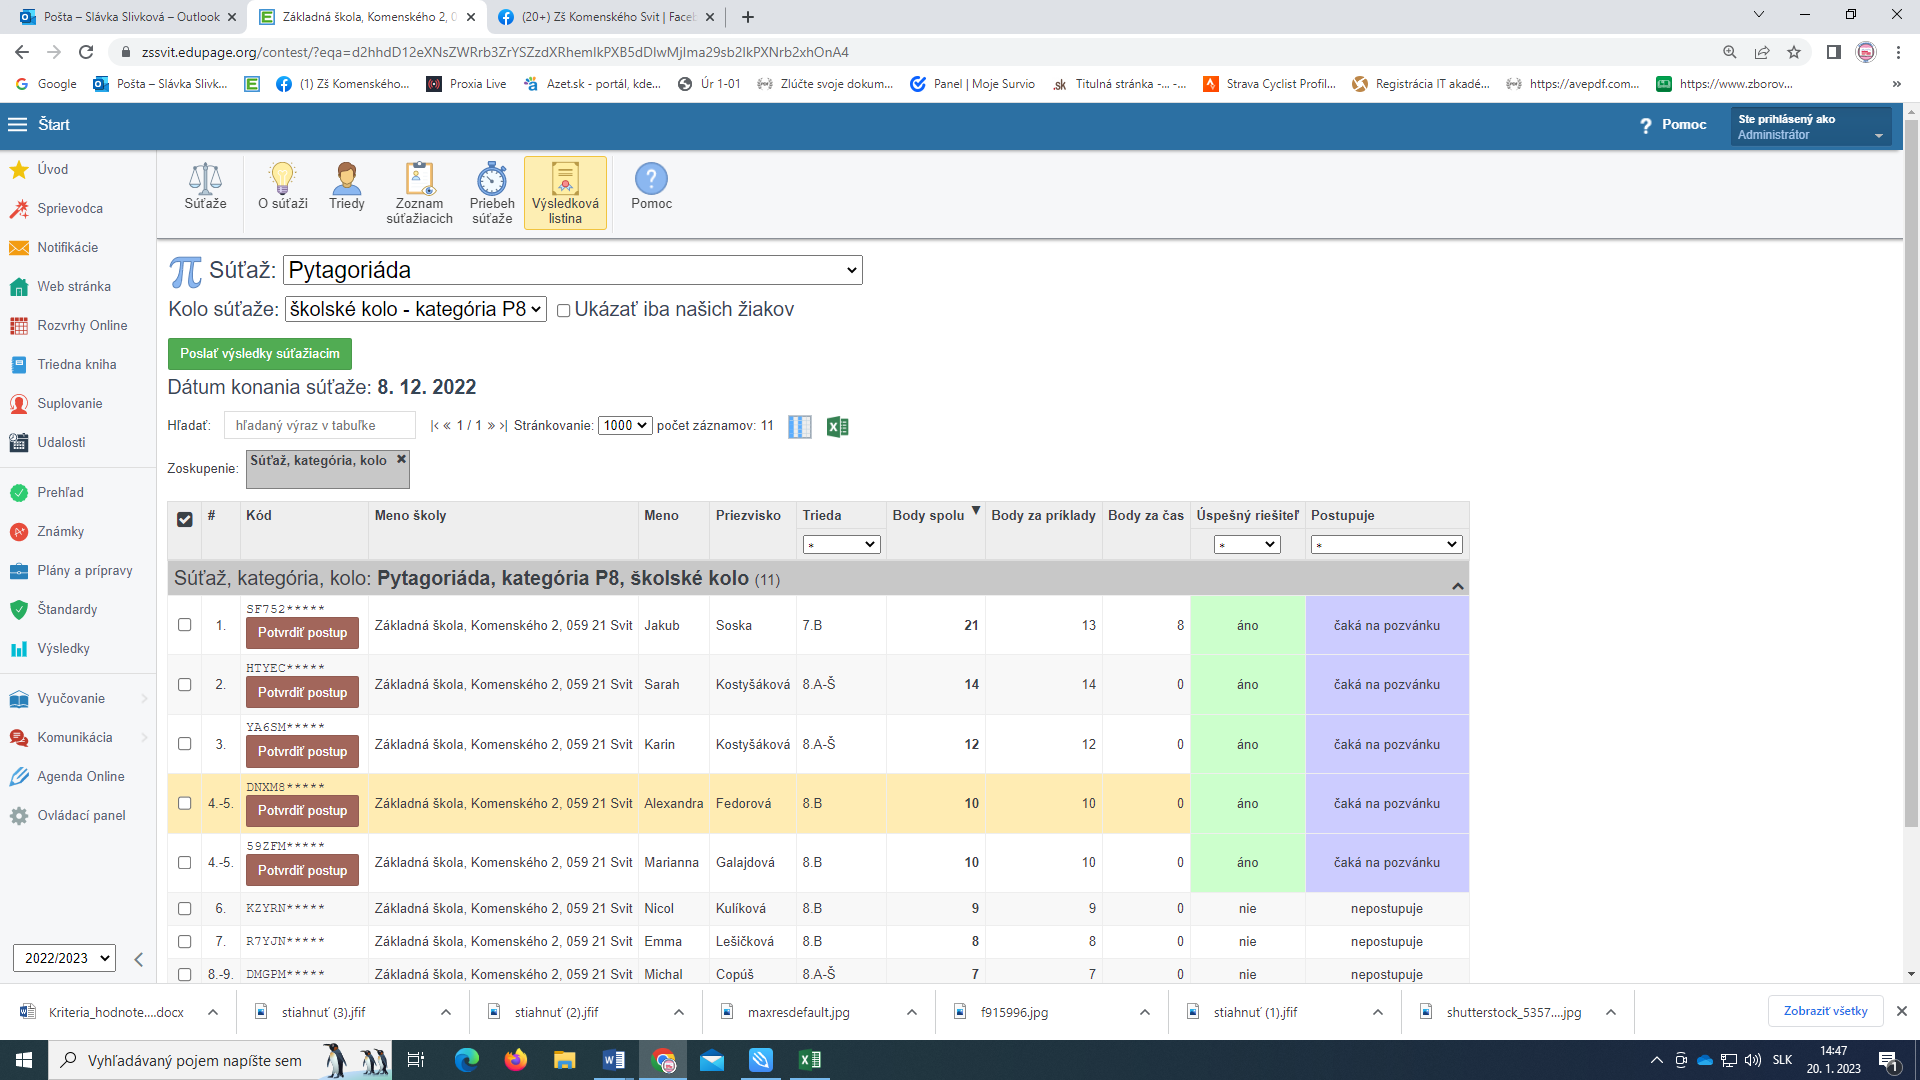 Pošta – Slávka Slivková – Outlook
Základná škola, Komenského 2, 0
(20+) Zš Komenského Svit | Face
zssvit.edupage.org/contest/?eqa=d2hhdD12eXNsZWRrb3ZrYSZzdXRhemlkPXB5dDIwMjIma29sb2lkPXNrb2xhOnA4
Google
Pošta – Slávka Slivk...
(1) Zš Komenského...
Proxia Live
Azet.sk - portál, kde...
Úr 1-01
Zlúčte svoje dokum...
Panel | Moje Survio
.sk Titulná stránka -... -...
Strava Cyclist Profil...
Registrácia IT akadé...
https://avepdf.com...
https://www.zborov...
»
Štart
? Pomoc
Ste prihlásený ako
Administrátor
Úvod
Sprievodca
Notifikácie
Web stránka
Rozvrhy Online
Triedna kniha
Suplovanie
Udalosti
Prehľad
Známky
Plány a prípravy
Štandardy
Výsledky
Vyučovanie
Komunikácia
Agenda Online
Ovládací panel
2022/2023
Súťaže
O súťaži
Triedy
Zoznam súťažiacich
Priebeh súťaže
Výsledková listina
Pomoc
π Súťaž: Pytagoriáda
Kolo súťaže: školské kolo - kategória P8 Ukázať iba našich žiakov
Poslať výsledky súťažiacim
Dátum konania súťaže: 8. 12. 2022
Hľadať: hľadaný výraz v tabuľke |< « 1 / 1 » >| Stránkovanie: 1000 počet záznamov: 11
Zoskupenie: Súťaž, kategória, kolo ✖
# Kód Meno školy Meno Priezvisko Trieda Body spolu ▼ Body za príklady Body za čas Úspešný riešiteľ Postupuje
* * *
Súťaž, kategória, kolo: Pytagoriáda, kategória P8, školské kolo (11)
1. SF752***** Potvrdiť postup Základná škola, Komenského 2, 059 21 Svit Jakub Soska 7.B 21 13 8 áno čaká na pozvánku
2. HTYEC***** Potvrdiť postup Základná škola, Komenského 2, 059 21 Svit Sarah Kostyšáková 8.A-Š 14 14 0 áno čaká na pozvánku
3. YA6SM***** Potvrdiť postup Základná škola, Komenského 2, 059 21 Svit Karin Kostyšáková 8.A-Š 12 12 0 áno čaká na pozvánku
4.-5. DNXM8***** Potvrdiť postup Základná škola, Komenského 2, 059 21 Svit Alexandra Fedorová 8.B 10 10 0 áno čaká na pozvánku
4.-5. 59ZFM***** Potvrdiť postup Základná škola, Komenského 2, 059 21 Svit Marianna Galajdová 8.B 10 10 0 áno čaká na pozvánku
6. KZYRN***** Základná škola, Komenského 2, 059 21 Svit Nicol Kulíková 8.B 9 9 0 nie nepostupuje
7. R7YJN***** Základná škola, Komenského 2, 059 21 Svit Emma Lešičková 8.B 8 8 0 nie nepostupuje
8.-9. DMGPM***** Základná škola, Komenského 2, 059 21 Svit Michal Copúš 8.A-Š 7 7 0 nie nepostupuje
Kriteria_hodnote....docx
stiahnuť (3).jfif
stiahnuť (2).jfif
maxresdefault.jpg
f915996.jpg
stiahnuť (1).jfif
shutterstock_5357....jpg
Zobraziť všetky
Vyhľadávaný pojem napíšte sem
SLK
14:47
20. 1. 2023
1